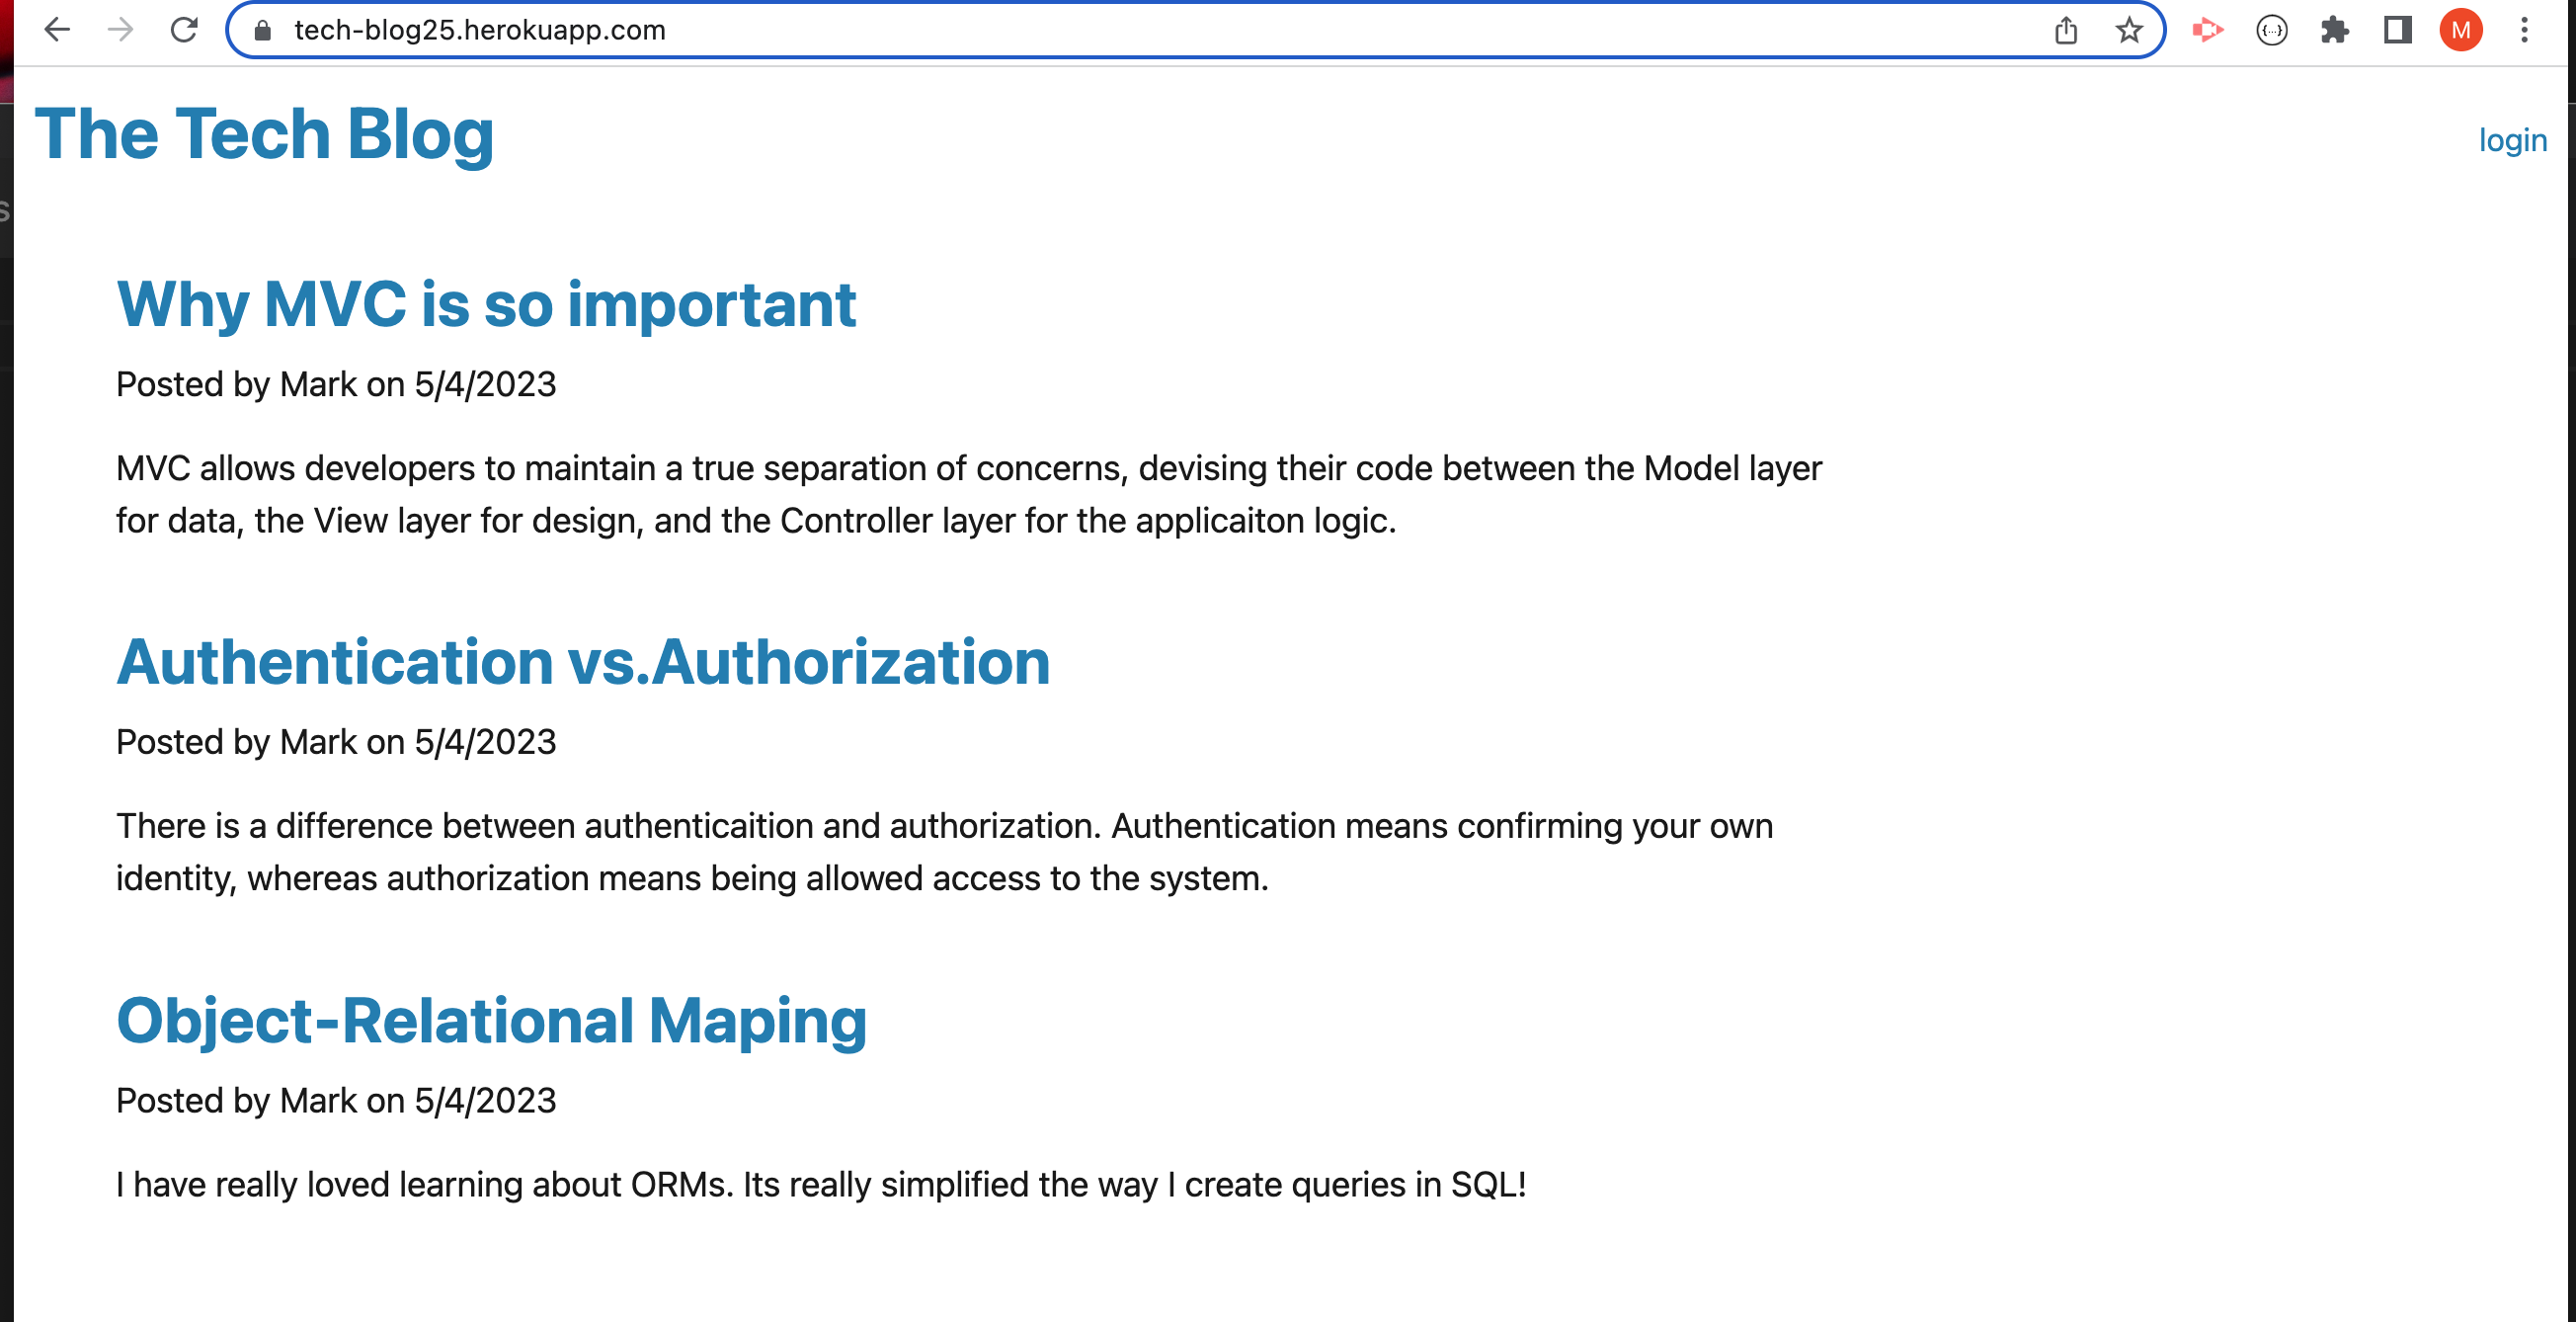 tech-blog25.herokuapp.com
M
The Tech Blog
login
Why MVC is so important
Posted by Mark on 5/4/2023
MVC allows developers to maintain a true separation of concerns, devising their code between the Model layer
for data, the View layer for design, and the Controller layer for the applicaiton logic.
Authentication vs.Authorization
Posted by Mark on 5/4/2023
There is a difference between authenticaition and authorization. Authentication means confirming your own
identity, whereas authorization means being allowed access to the system.
Object-Relational Maping
Posted by Mark on 5/4/2023
I have really loved learning about ORMs. Its really simplified the way I create queries in SQL!